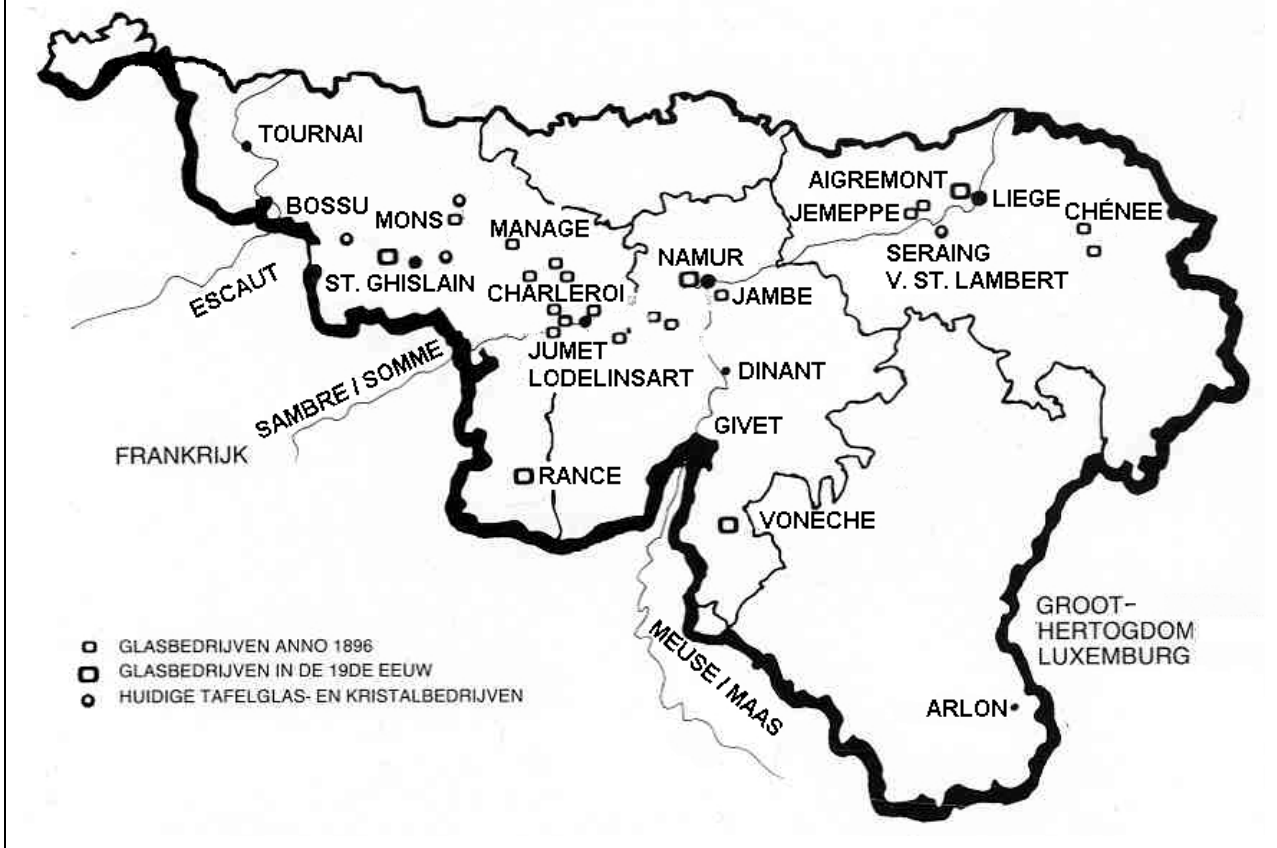 TOURNAI
BOSSU
MONS
MANAGE
AIGREMONT
JEMEPPE
LIEGE
CHÉNEE
ESCAUT
ST. GHISLAIN
CHARLEROI
NAMUR
JAMBE
SERAING
V. ST. LAMBERT
JUMET
LODELINSART
DINANT
SAMBRE / SOMME
GIVET
FRANKRIJK
RANCE
VONECHE
MEUSE / MAAS
GROOT-
HERTOGDOM
LUXEMBURG
ARLON
GLASBEDRIJVEN ANNO 1896
GLASBEDRIJVEN IN DE 19DE EEUW
HUIDIGE TAFELGLAS- EN KRISTALBEDRIJVEN